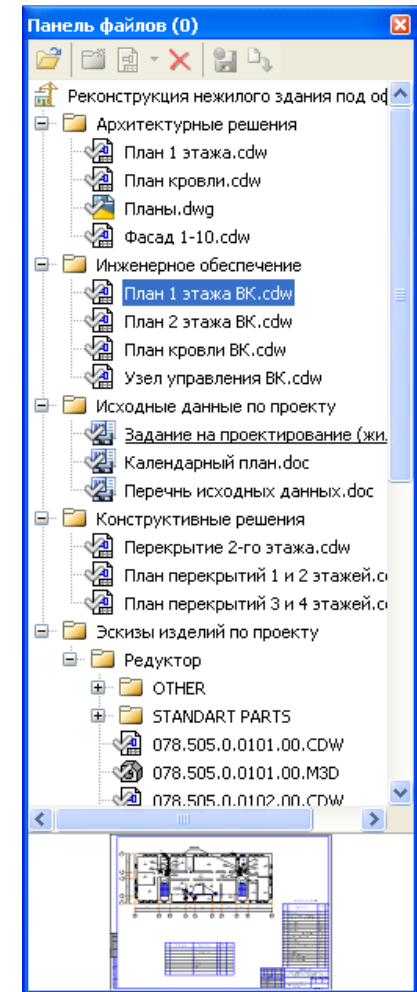 Панель файлов (0)
Реконструкция нежилого здания под оф
Архитектурные решения
План 1 этажа.cdw
План кровли.cdw
Планы.dwg
Фасад 1-10.cdw
Инженерное обеспечение
План 1 этажа ВК.cdw
План 2 этажа ВК.cdw
План кровли ВК.cdw
Узел управления ВК.cdw
Исходные данные по проекту
Задание на проектирование (жи.
Календарный план.doc
Перечнь исходных данных.doc
Конструктивные решения
Перекрытие 2-го этажа.cdw
План перекрытий 1 и 2 этажей.c
План перекрытий 3 и 4 этажей.c
Эскизы изделий по проекту
Редуктор
OTHER
STANDART PARTS
078.505.0.0101.00.CDW
078.505.0.0101.00.M3D
078.505.0.0102.00.CDW